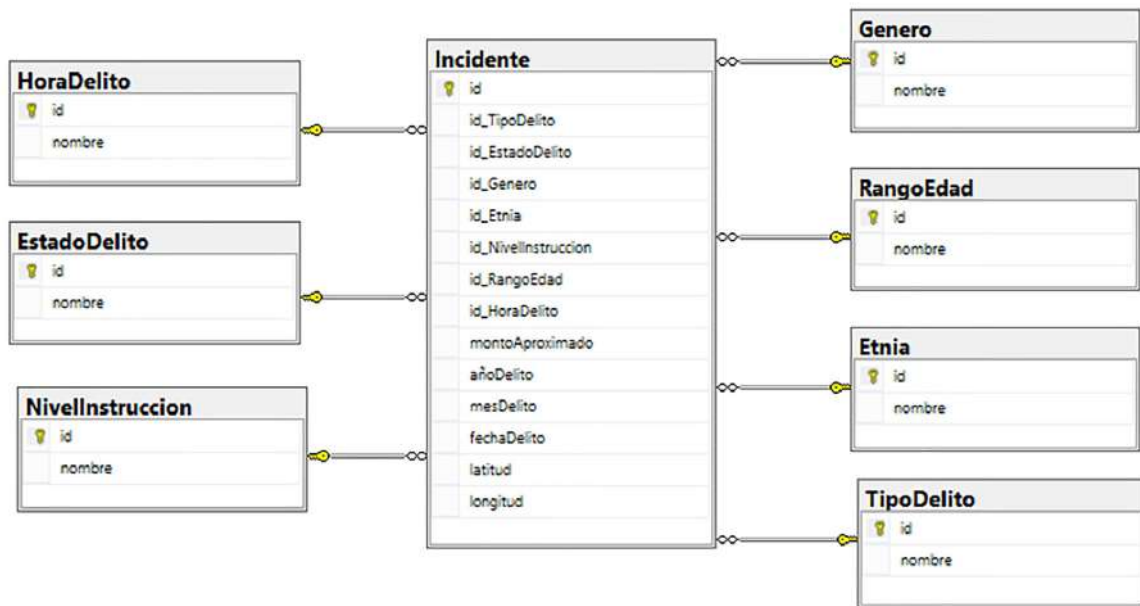 HoraDelito
id
nombre
EstadoDelito
id
nombre
NivelInstruccion
id
nombre
Incidente
id
id_TipoDelito
id_EstadoDelito
id_Genero
id_Etnia
id_NivelInstruccion
id_RangoEdad
id_HoraDelito
montoAproximado
añoDelito
mesDelito
fechaDelito
latitud
longitud
Genero
id
nombre
RangoEdad
id
nombre
Etnia
id
nombre
TipoDelito
id
nombre